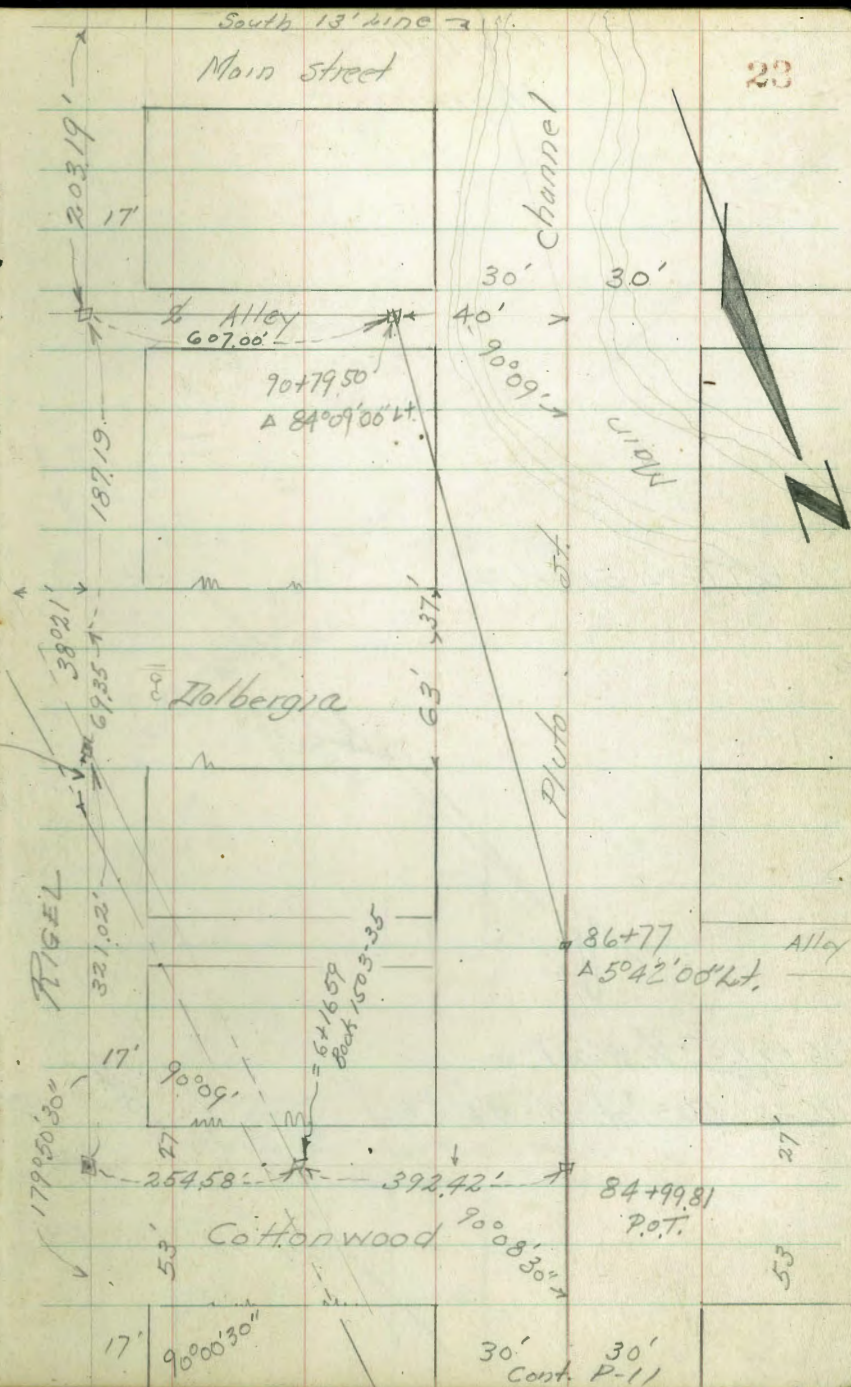 South 13' Line
Main Street
23
203.19'
17'
channel
30'
30'
Alley
607.00'
40'
90°09'
90+79.50
Δ 84°09'00" Lt.
Main
187.19
N
38°21'
69.35
Dalbergia
63'
37'
St.
Pluto
RIGEL
321.02'
86+77
Δ 5°42'00" Lt.
Alley
= 6+16.59
Book 1503-35
17'
90°09'
179°50'30"
27'
254.58'
392.42'
27'
84+99.81
P.O.T.
Cottonwood
90°08'30"
53'
53'
17'
90°00'30"
30'
30'
Cont. P-11